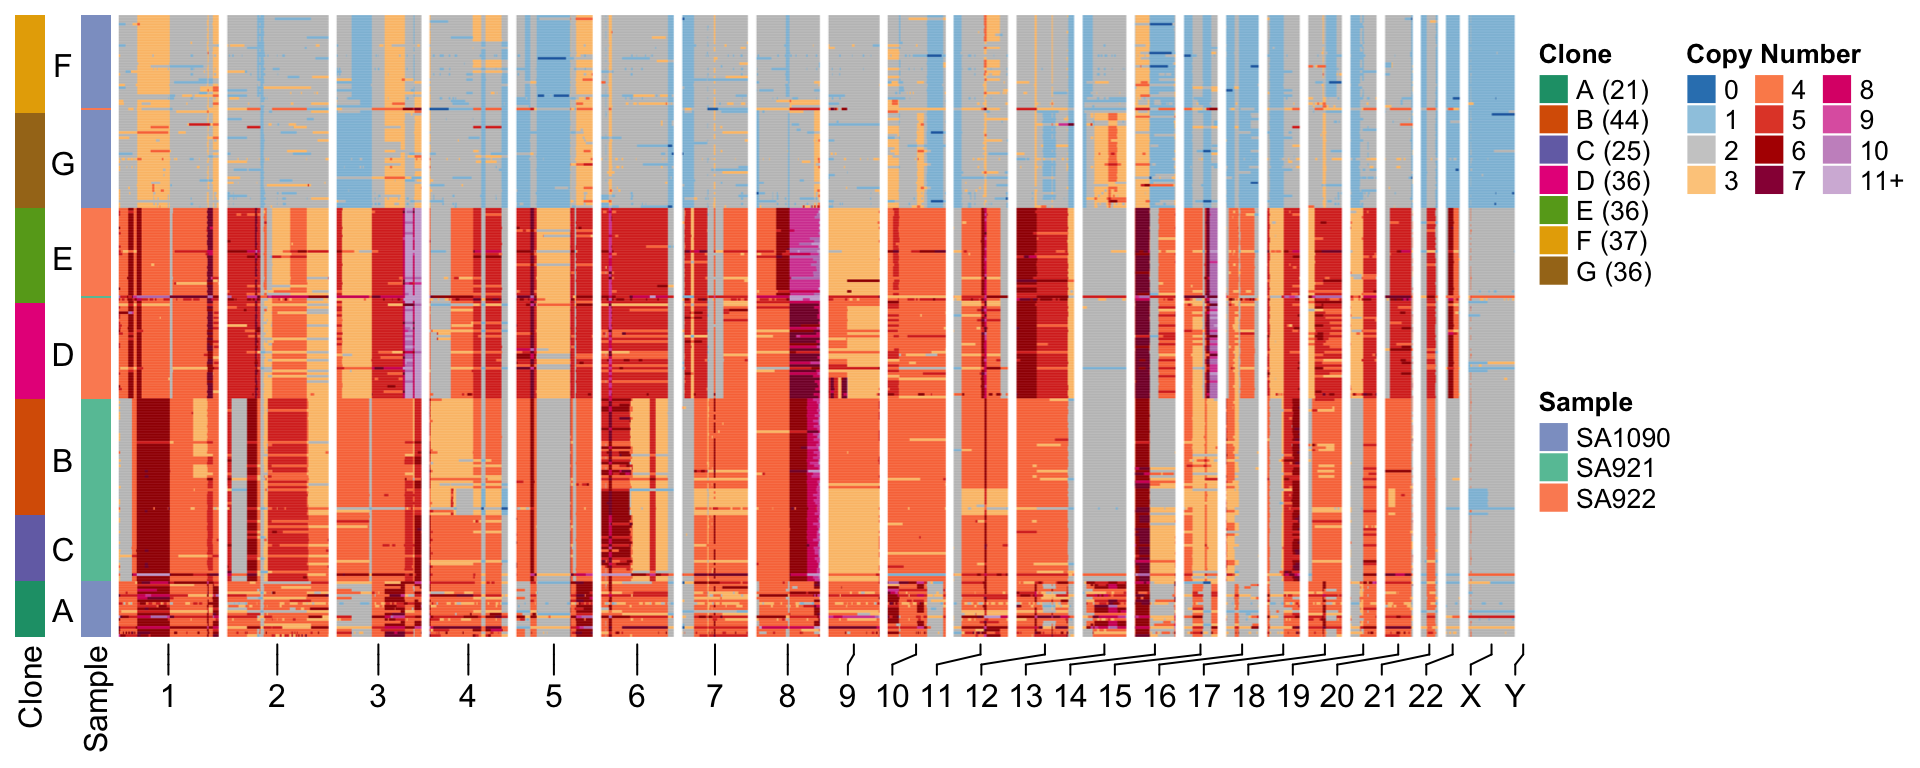 F
G
E
D
B
C
A
Clone
Sample
1 2 3 4 5 6 7 8 9 10 11 12 13 14 15 16 17 18 19 20 21 22 X Y
Clone
A (21)
B (44)
C (25)
D (36)
E (36)
F (37)
G (36)
Copy Number
0 4 8
1 5 9
2 6 10
3 7 11+
Sample
SA1090
SA921
SA922